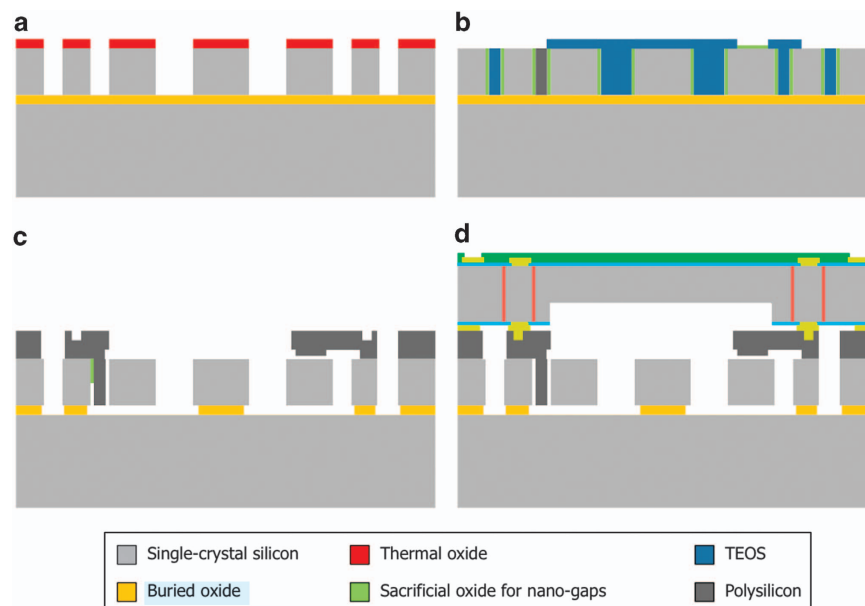 a
b
c
d
Single-crystal silicon
Thermal oxide
TEOS
Buried oxide
Sacrificial oxide for nano-gaps
Polysilicon